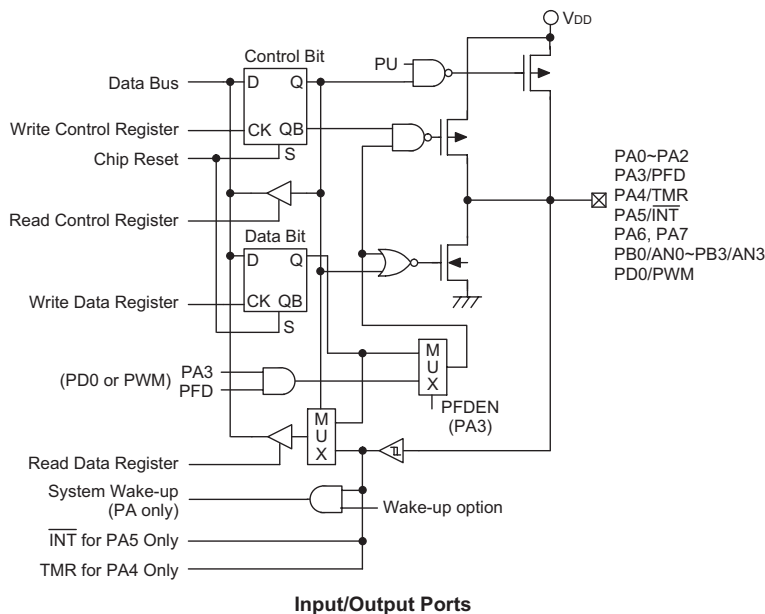 VDD
Control Bit
PU
Data Bus
D
Q
Write Control Register
CK
QB
Chip Reset
S
PA0~PA2
PA3/PFD
PA4/TMR
PA5/INT
PA6, PA7
PB0/AN0~PB3/AN3
PD0/PWM
Read Control Register
Data Bit
D
Q
Write Data Register
CK
QB
S
M
U
X
(PD0 or PWM)
PA3
PFD
PFDEN
(PA3)
M
U
X
Read Data Register
System Wake-up
(PA only)
Wake-up option
INT for PA5 Only
TMR for PA4 Only
Input/Output Ports